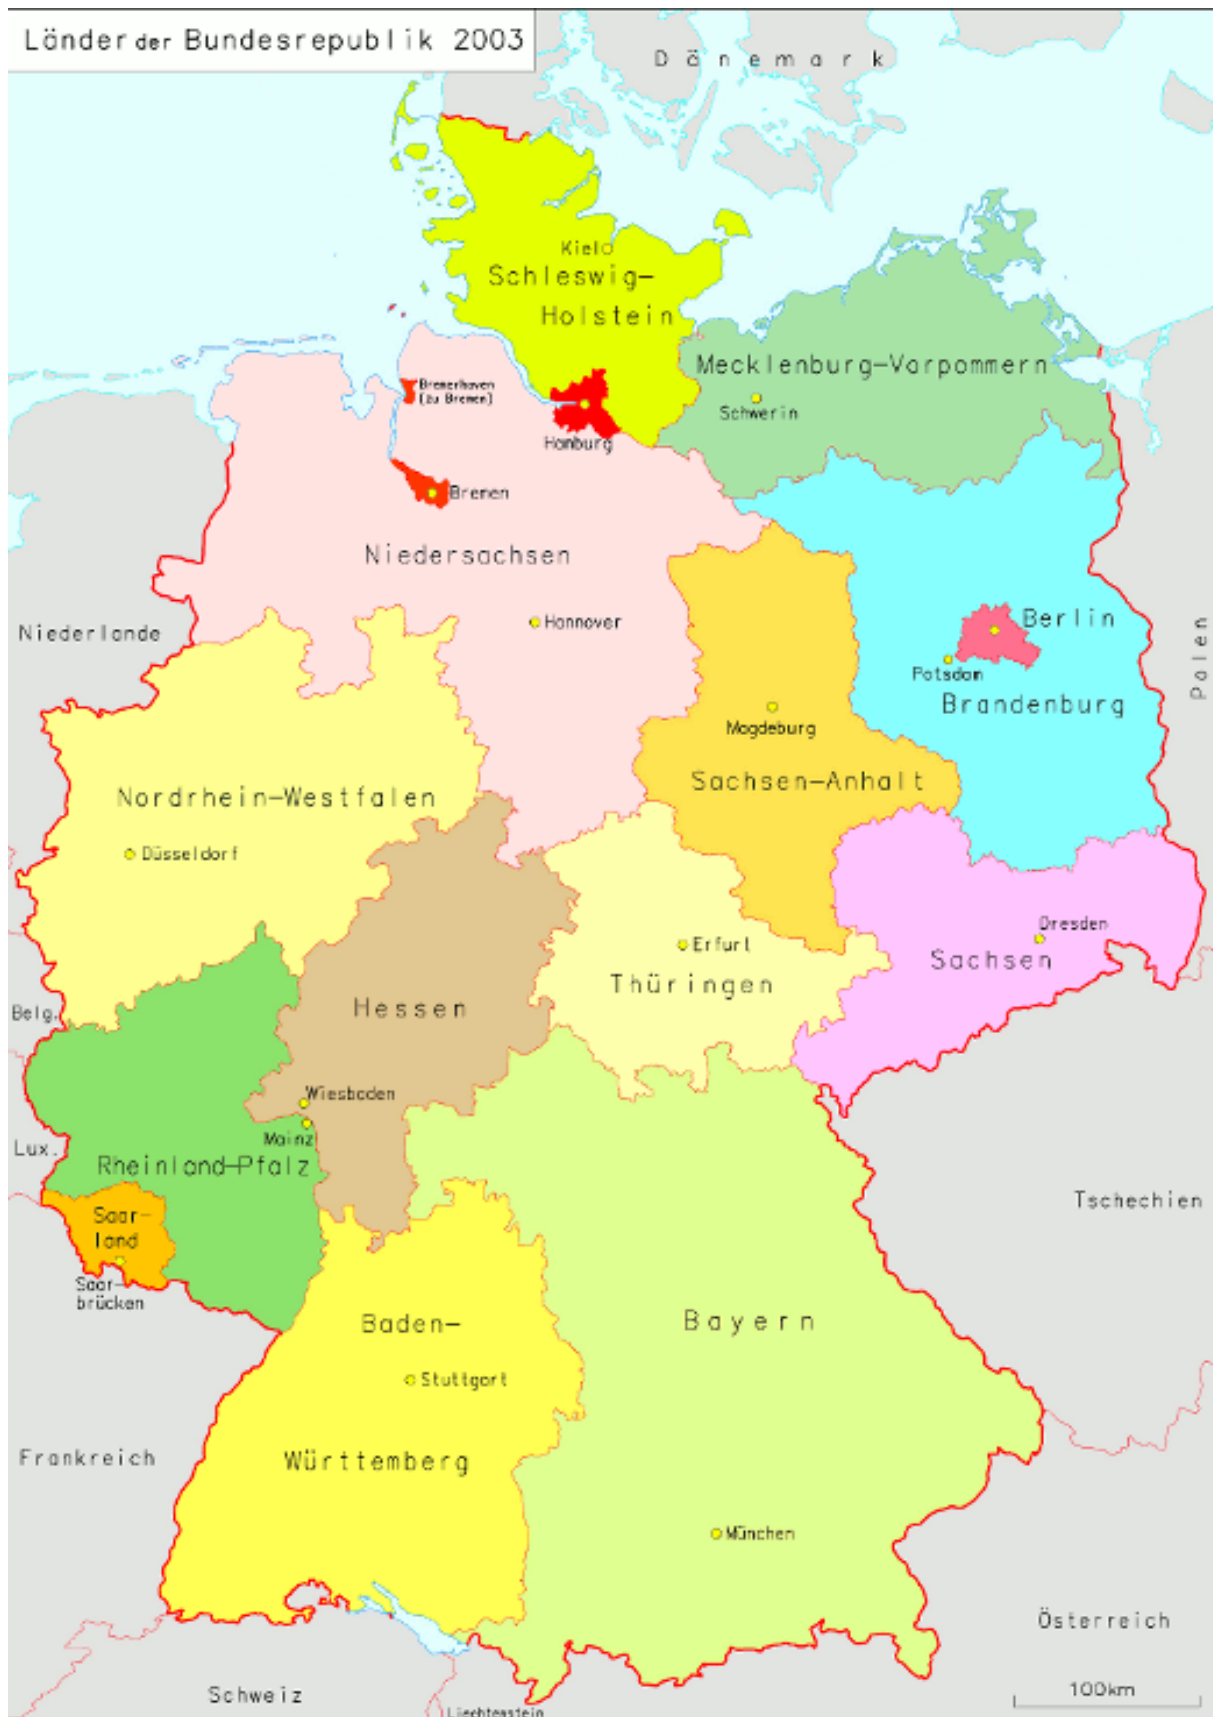 Länder der Bundesrepublik 2003
Dänemark
Kiel
Schleswig-
Holstein
Mecklenburg-Vorpommern
Bremerhaven
(zu Bremen)
Schwerin
Hamburg
Bremen
Niedersachsen
Hannover
Niederlande
Berlin
Polen
Potsdam
Brandenburg
Magdeburg
Sachsen-Anhalt
Nordrhein-Westfalen
Düsseldorf
Dresden
Erfurt
Sachsen
Thüringen
Hessen
Belg.
Wiesbaden
Mainz
Lux.
Rheinland-Pfalz
Tschechien
Saar-
land
Saar-
brücken
Baden-
Bayern
Stuttgart
Frankreich
Württemberg
München
Österreich
Schweiz
100km
Liechtenstein